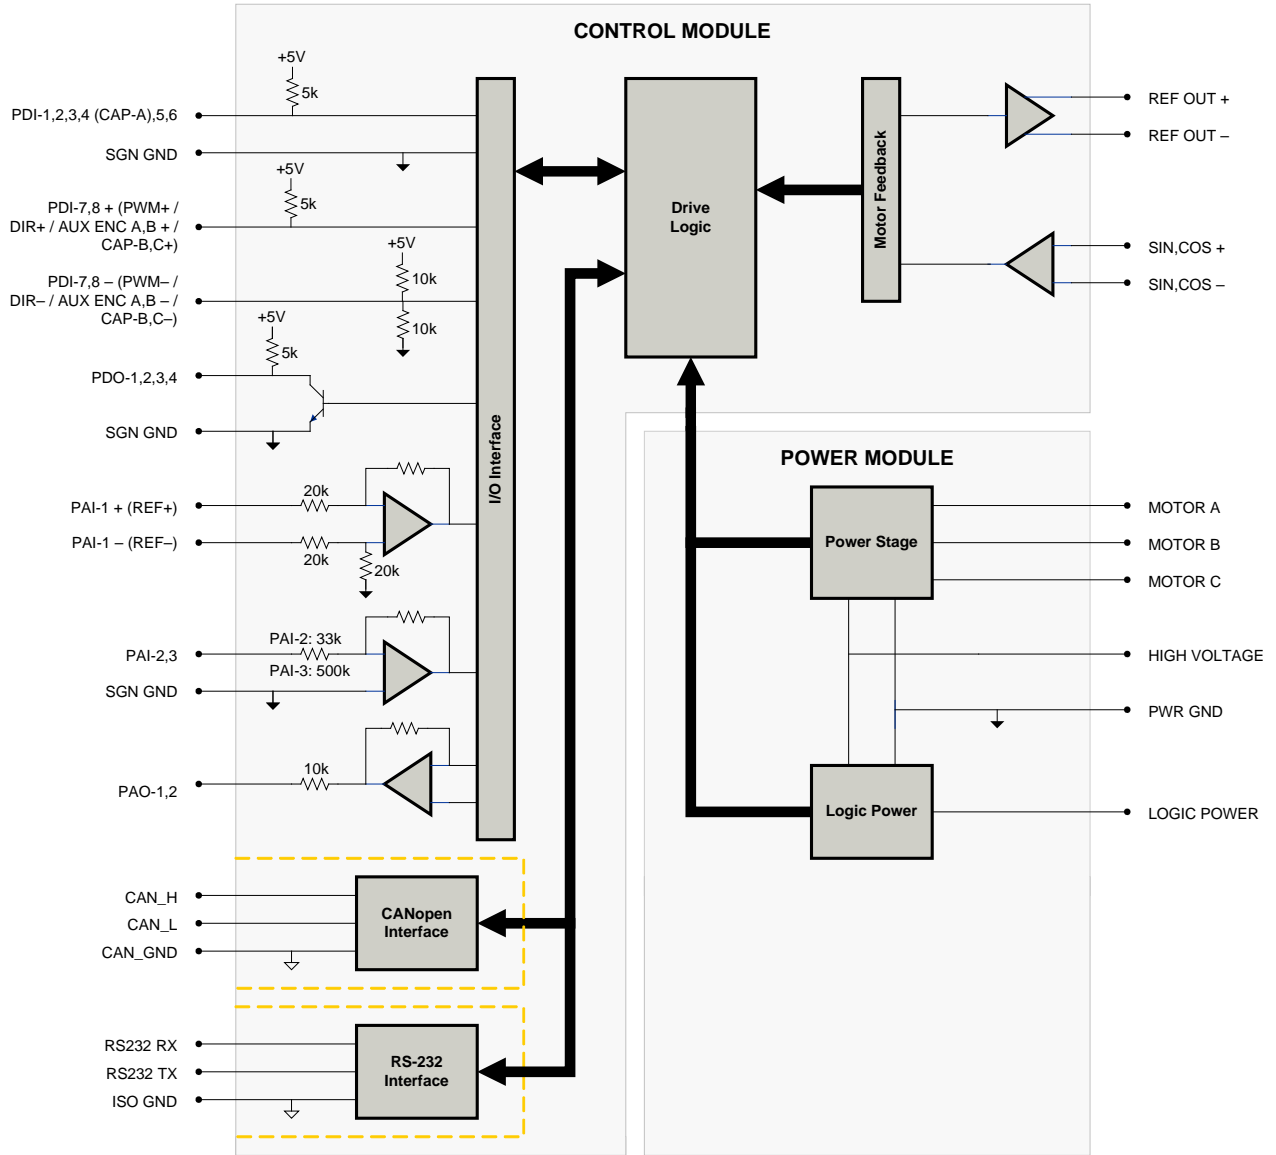 CONTROL MODULE
+5V
5k
PDI-1,2,3,4 (CAP-A),5,6
SGN GND
+5V
5k
PDI-7,8 + (PWM+ /
DIR+ / AUX ENC A,B + /
CAP-B,C+)
+5V
10k
PDI-7,8 – (PWM– /
DIR– / AUX ENC A,B – /
CAP-B,C–)
10k
+5V
5k
PDO-1,2,3,4
SGN GND
20k
PAI-1 + (REF+)
PAI-1 – (REF–)
20k
20k
PAI-2: 33k
PAI-2,3
PAI-3: 500k
SGN GND
10k
PAO-1,2
I/O Interface
Drive
Logic
Motor Feedback
REF OUT +
REF OUT –
SIN,COS +
SIN,COS –
POWER MODULE
Power Stage
MOTOR A
MOTOR B
MOTOR C
HIGH VOLTAGE
PWR GND
Logic Power
LOGIC POWER
CAN_H
CAN_L
CAN_GND
CANopen
Interface
RS232 RX
RS232 TX
ISO GND
RS-232
Interface